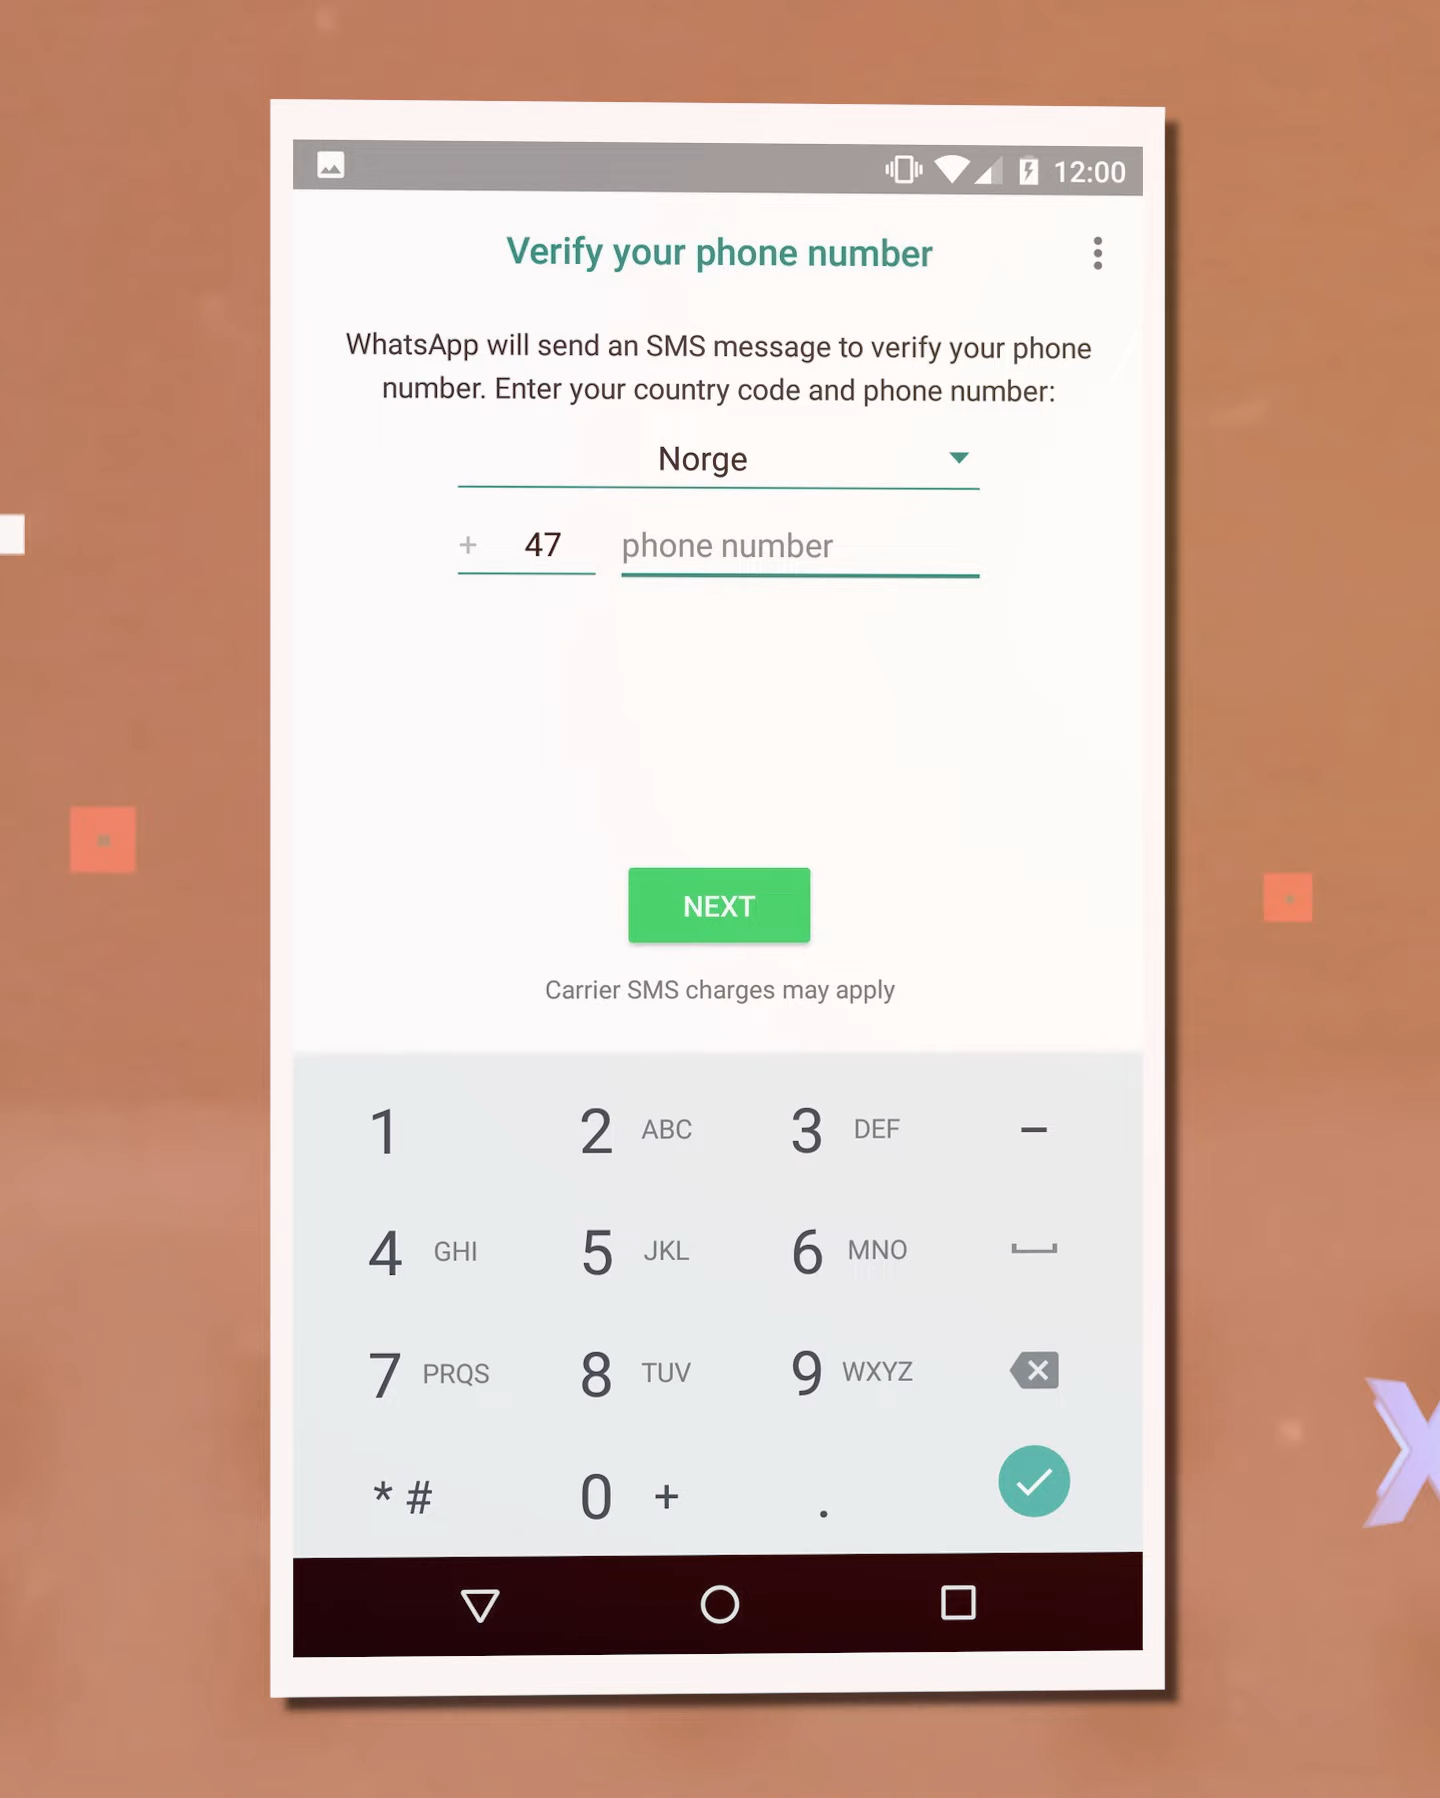 12:00
Verify your phone number
WhatsApp will send an SMS message to verify your phone
number. Enter your country code and phone number:
Norge
+ 47 phone number
NEXT
Carrier SMS charges may apply
1 2 ABC 3 DEF –
4 GHI 5 JKL 6 MNO
7 PRQS 8 TUV 9 WXYZ
* # 0 + .
X